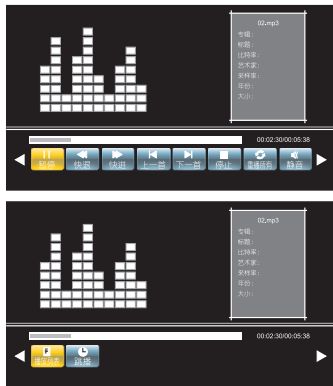 02.mp3
专辑:
标题:
比特率:
艺术家:
采样率:
年份:
大小:
00:02:30/00:05:38
暂停 快退 快进 上一首 下一首 停止 重播所有 静音
02.mp3
专辑:
标题:
比特率:
艺术家:
采样率:
年份:
大小:
00:02:30/00:05:38
播放列表 跳播